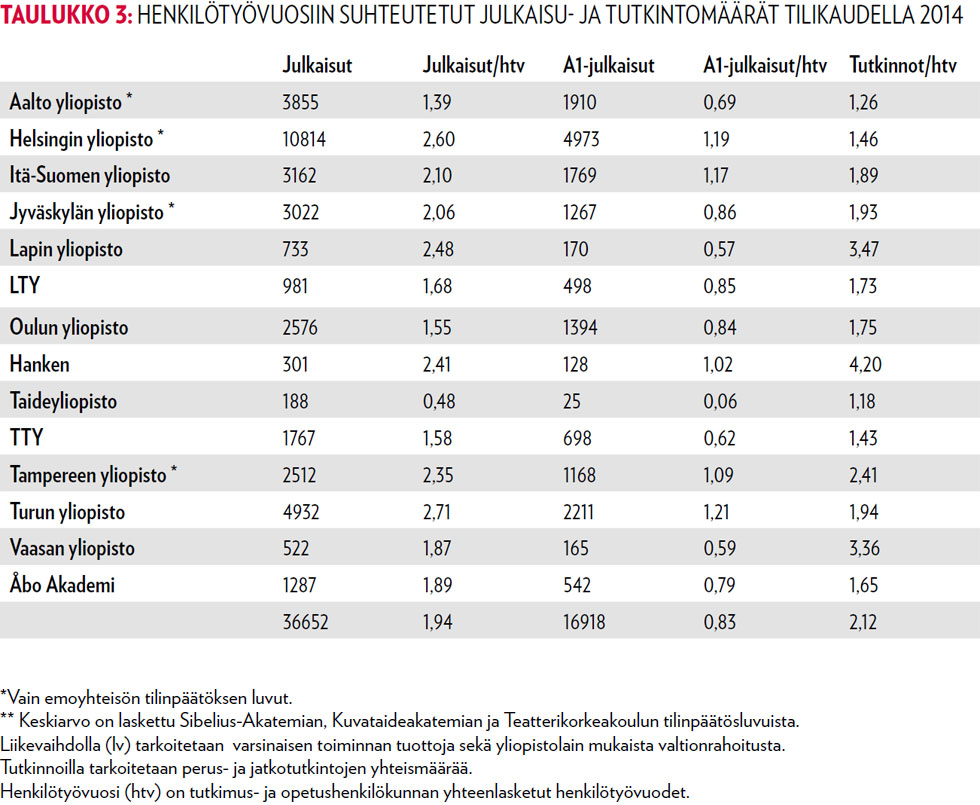 TAULUKKO 3: HENKILÖTYÖVUOSIIN SUHTEUTETUT JULKAISU- JA TUTKINTOMÄÄRÄT TILIKAUDELLA 2014
Julkaisut Julkaisut/htv A1-julkaisut A1-julkaisut/htv Tutkinnot/htv
Aalto yliopisto * 3855 1,39 1910 0,69 1,26
Helsingin yliopisto * 10814 2,60 4973 1,19 1,46
Itä-Suomen yliopisto 3162 2,10 1769 1,17 1,89
Jyväskylän yliopisto * 3022 2,06 1267 0,86 1,93
Lapin yliopisto 733 2,48 170 0,57 3,47
LTY 981 1,68 498 0,85 1,73
Oulun yliopisto 2576 1,55 1394 0,84 1,75
Hanken 301 2,41 128 1,02 4,20
Taideyliopisto 188 0,48 25 0,06 1,18
TTY 1767 1,58 698 0,62 1,43
Tampereen yliopisto * 2512 2,35 1168 1,09 2,41
Turun yliopisto 4932 2,71 2211 1,21 1,94
Vaasan yliopisto 522 1,87 165 0,59 3,36
Åbo Akademi 1287 1,89 542 0,79 1,65
36652 1,94 16918 0,83 2,12
*Vain emoyhteisön tilinpäätöksen luvut.
** Keskiarvo on laskettu Sibelius-Akatemian, Kuvataideakatemian ja Teatterikorkeakoulun tilinpäätösluvuista.
Liikevaihdolla (lv) tarkoitetaan varsinaisen toiminnan tuottoja sekä yliopistolain mukaista valtionrahoitusta.
Tutkinnoilla tarkoitetaan perus- ja jatkotutkintojen yhteismäärää.
Henkilötyövuosi (htv) on tutkimus- ja opetushenkilökunnan yhteenlasketut henkilötyövuodet.